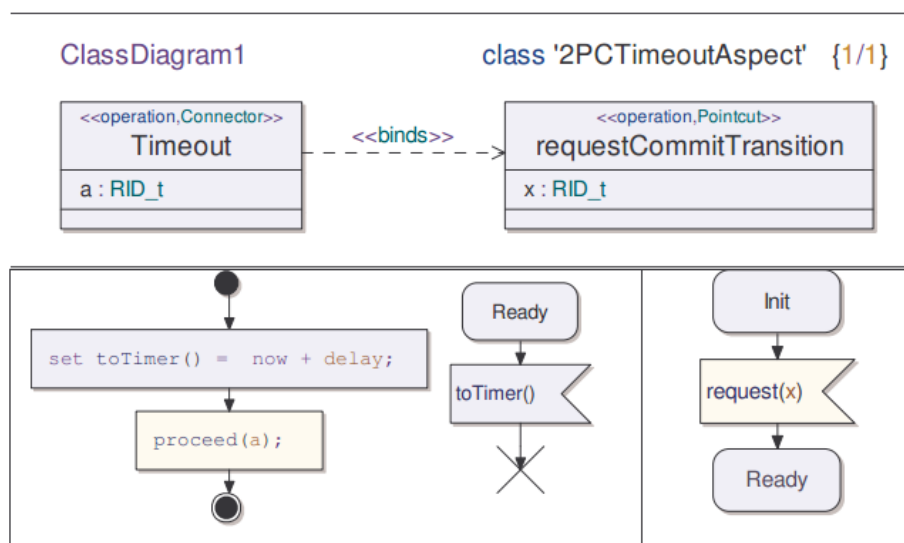 ClassDiagram1 class '2PCTimeoutAspect' {1/1}
<<operation,Connector>>
Timeout
a : RID_t
<<binds>>
<<operation,Pointcut>>
requestCommitTransition
x : RID_t
set toTimer() = now + delay;
proceed(a);
Ready
toTimer()
Init
request(x)
Ready